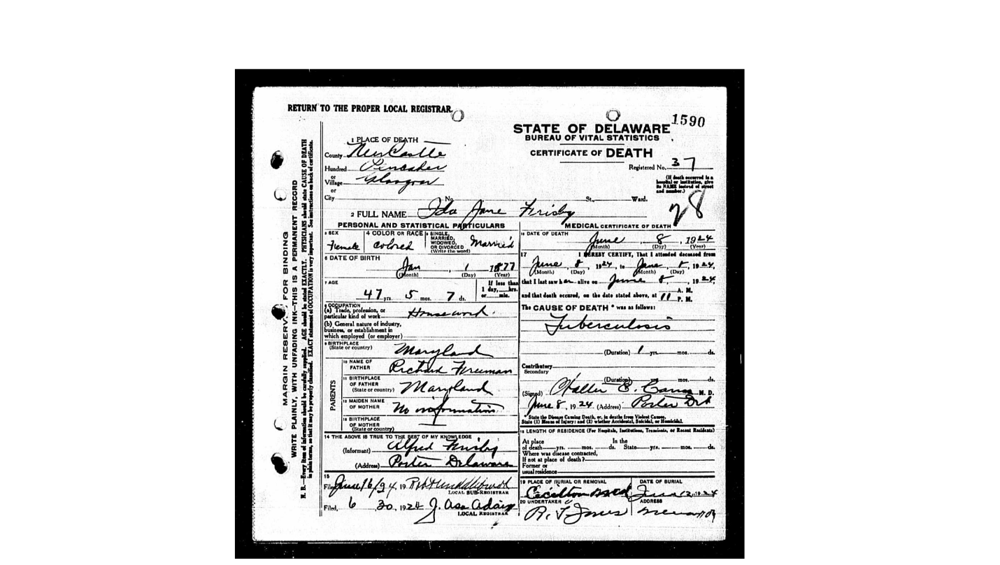 RETURN TO THE PROPER LOCAL REGISTRAR
1590
STATE OF DELAWARE
BUREAU OF VITAL STATISTICS
CERTIFICATE OF DEATH
1 PLACE OF DEATH
County New Castle
Hundred Pencader
or
Village Glasgow
or
City No. St., Ward.
Registered No. 37
(If death occurred in a
hospital or institution, give
its NAME instead of street
and number.)
28
2 FULL NAME Ida Jane Frisby
PERSONAL AND STATISTICAL PARTICULARS
3 SEX
Female
4 COLOR OR RACE
colored
5 SINGLE,
MARRIED,
WIDOWED
OR DIVORCED
(Write the word)
Married
6 DATE OF BIRTH
Jan, 1 1877
(Month) (Day) (Year)
7 AGE
47 yrs. 5 mos. 7 ds.
If less than
1 day, hrs.
or min.
8 OCCUPATION
(a) Trade, profession, or
particular kind of work Housework
(b) General nature of industry,
business, or establishment in
which employed (or employer)
9 BIRTHPLACE
(State or country) Maryland
PARENTS
10 NAME OF
FATHER Richard Freeman
11 BIRTHPLACE
OF FATHER
(State or country) Maryland
12 MAIDEN NAME
OF MOTHER No information
13 BIRTHPLACE
OF MOTHER
(State or country)
14 THE ABOVE IS TRUE TO THE BEST OF MY KNOWLEDGE
(Informant) Alfred Frisby
(Address) Porter Delaware
15
Filed June 16/24 19
LOCAL SUB-REGISTRAR
Filed, 6 30, 1924 J. Asa Adair
LOCAL REGISTRAR
MEDICAL CERTIFICATE OF DEATH
16 DATE OF DEATH
June 8, 1924
(Month) (Day) (Year)
17 I HEREBY CERTIFY, That I attended deceased from
June, 8, 1924, to June 8, 1924,
(Month) (Day) (Month) (Day)
that I last saw her alive on June 8, 1924,
A. M.
and that death occured, on the date stated above, at 11 P. M.
The CAUSE OF DEATH * was as follows:
Tuberculosis
(Duration) 1 yrs. mos. ds.
Contributory
Secondary
(Duration) yrs. mos. ds.
(Signed) Walter E. M. D.
June 8, 1924 (Address) Porter
* State the Disease Causing Death, or, in deaths from Violent Causes,
State (1) Means of Injury: and (2) whether Accidental, Suicidal, or Homicidal.
18 LENGTH OF RESIDENCE (For Hospitals, Institutions, Transients, or Recent Residents)
At place In the
of death yrs. mos. ds. State yrs. mos. ds.
Where was disease contracted,
If not at place of death?
Former or
usual residence
19 PLACE OF BURIAL OR REMOVAL
Cecilton Md
DATE OF BURIAL
June 12, 1924
20 UNDERTAKER
R. T. Jones
ADDRESS
MARGIN RESERVED FOR BINDING
WRITE PLAINLY, WITH UNFADING INK—THIS IS A PERMANENT RECORD
N. B.—Every item of information should be carefully supplied. AGE should be stated EXACTLY. PHYSICIANS should state CAUSE OF DEATH
in plain terms, so that it may be properly classified. EXACT statement of OCCUPATION is very important. See instructions on back of certificate.